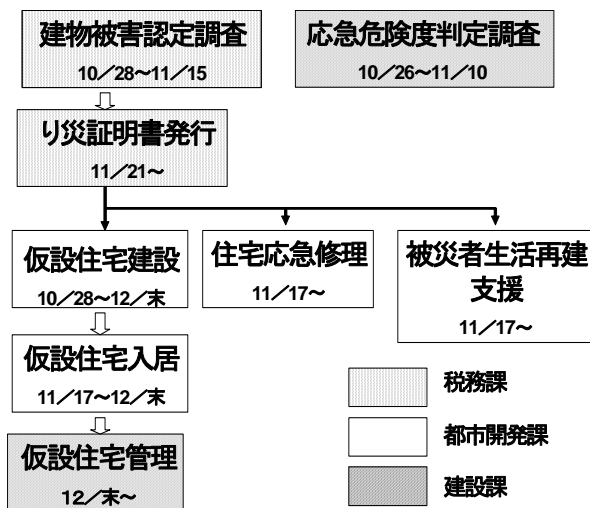 建物被害認定調査
10／28～11／15
応急危険度判定調査
10／26～11／10
り災証明書発行
11／21～
仮設住宅建設
10／28～12／末
住宅応急修理
11／17～
被災者生活再建
支援
11／17～
仮設住宅入居
11／17～12／末
仮設住宅管理
12／末～
税務課
都市開発課
建設課